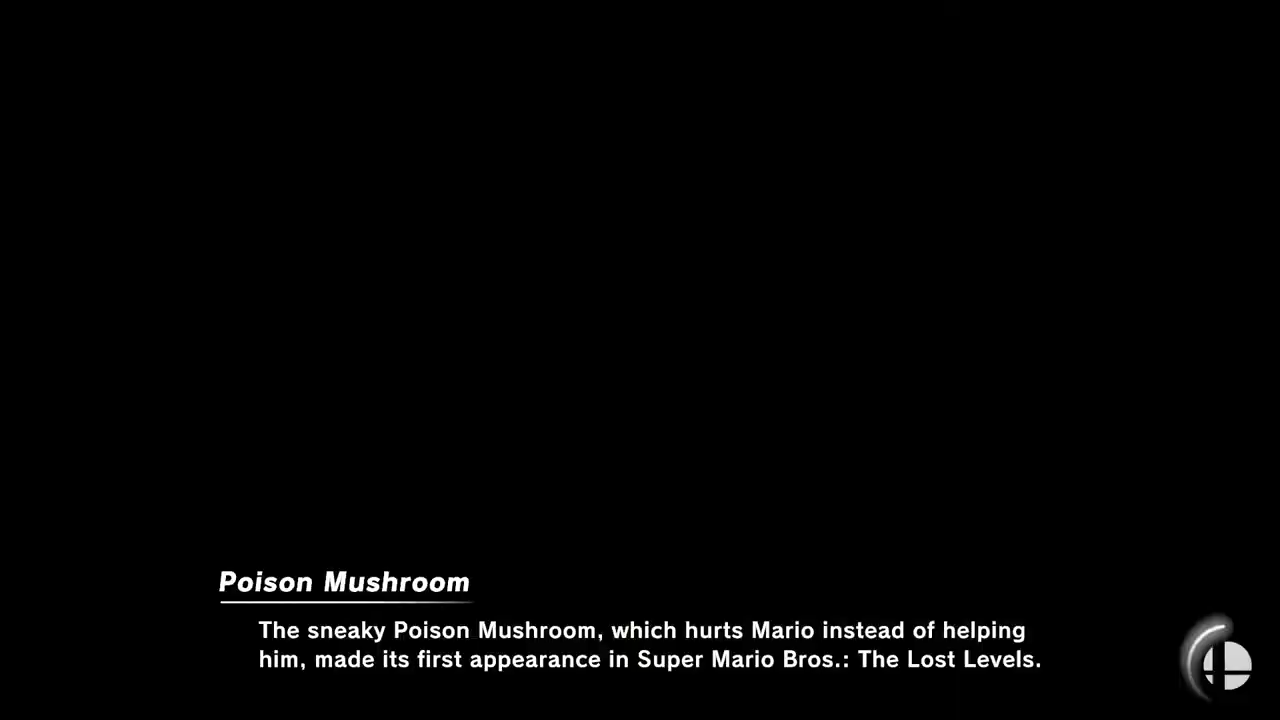 Poison Mushroom
The sneaky Poison Mushroom, which hurts Mario instead of helping
him, made its first appearance in Super Mario Bros.: The Lost Levels.